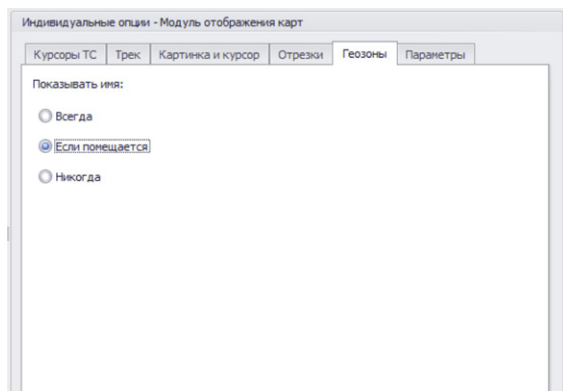 Индивидуальные опции - Модуль отображения карт
Курсоры ТС Трек Картинка и курсор Отрезки Геозоны Параметры
Показывать имя:
Всегда
Если помещается
Никогда